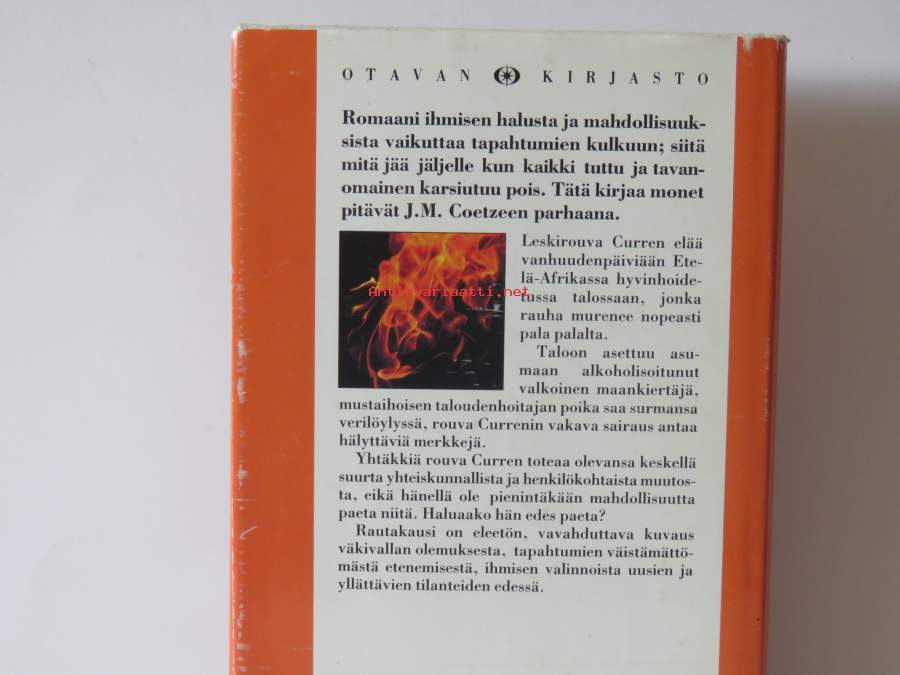 OTAVAN KIRJASTO
Romaani ihmisen halusta ja mahdollisuuk-
sista vaikuttaa tapahtumien kulkuun; siitä
mitä jää jäljelle kun kaikki tuttu ja tavan-
omainen karsiutuu pois. Tätä kirjaa monet
pitävät J.M. Coetzeen parhaana.
Leskirouva Curren elää
vanhuudenpäiviään Ete-
lä-Afrikassa hyvinhoide-
tussa talossaan, jonka
rauha murenee nopeasti
pala palalta.
Taloon asettuu asu-
maan alkoholisoitunut
valkoinen maankiertäjä,
mustaihoisen taloudenhoitajan poika saa surmansa
verilöylyssä, rouva Currenin vakava sairaus antaa
hälyttäviä merkkejä.
Yhtäkkiä rouva Curren toteaa olevansa keskellä
suurta yhteiskunnallista ja henkilökohtaista muutos-
ta, eikä hänellä ole pienintäkään mahdollisuutta
paeta niitä. Haluaako hän edes paeta?
Rautakausi on eleetön, vavahduttava kuvaus
väkivallan olemuksesta, tapahtumien väistämättö-
mästä etenemisestä, ihmisen valinnoista uusien ja
yllättävien tilanteiden edessä.
Antikvariaatti.net